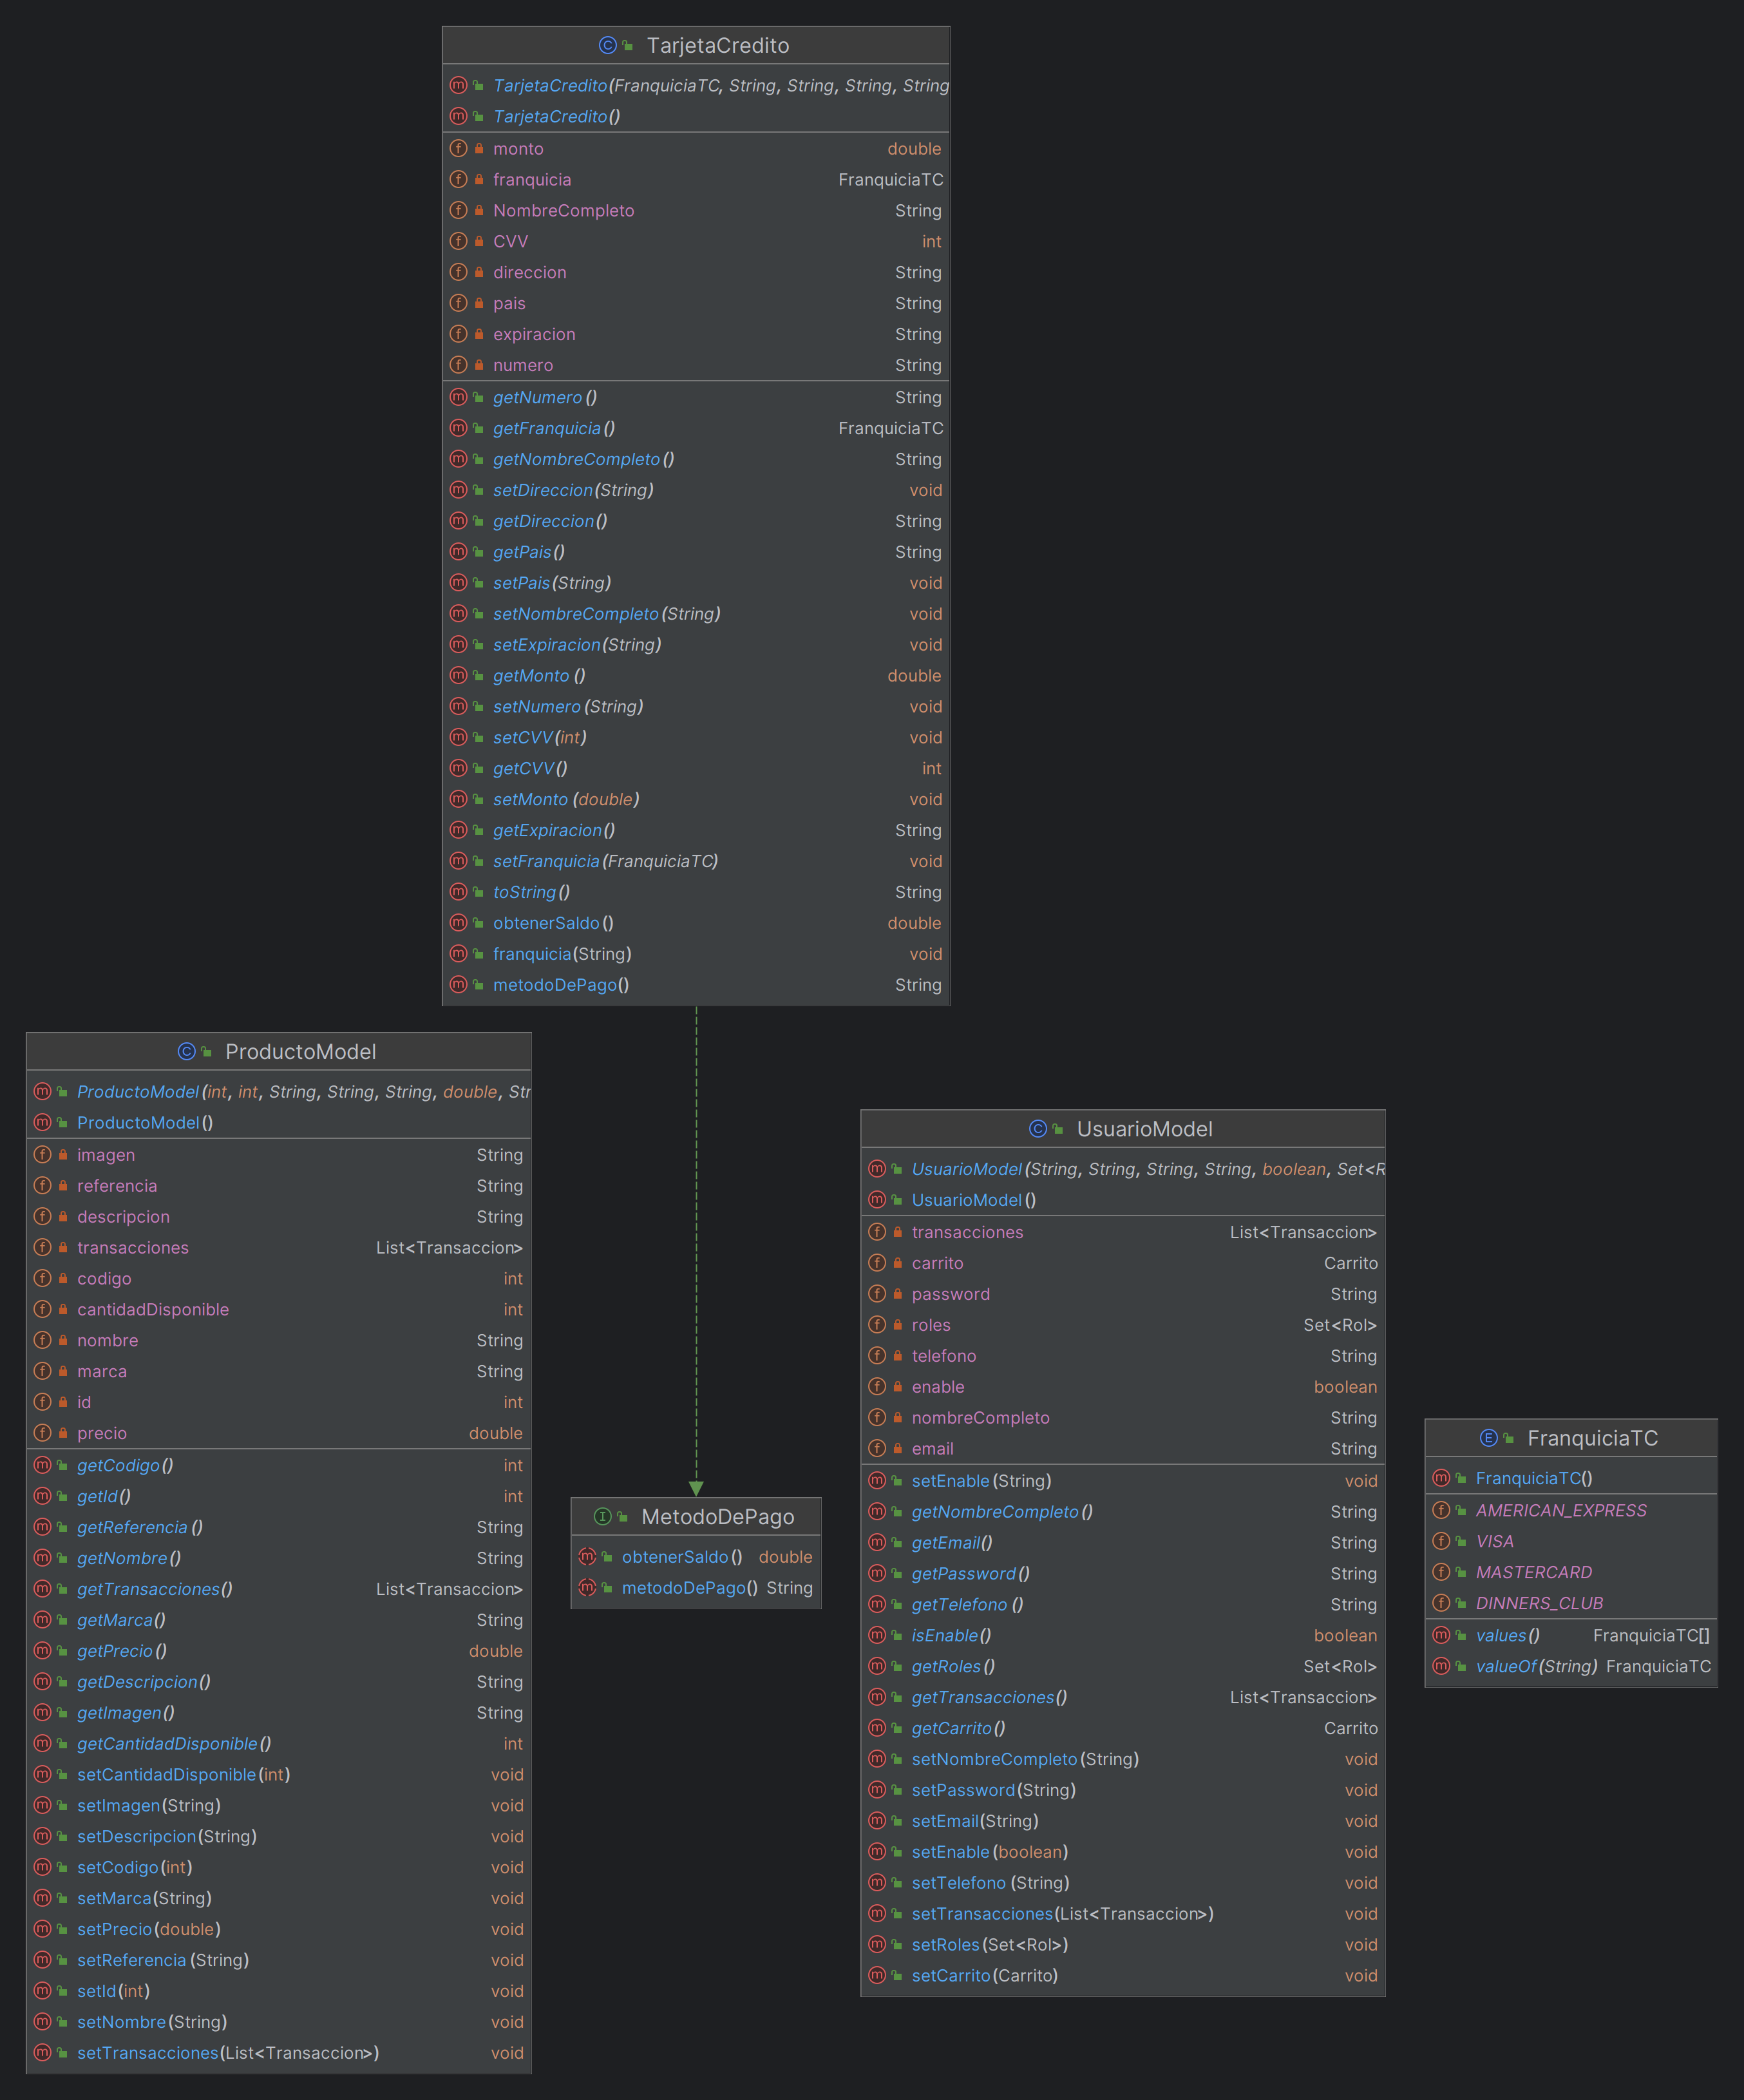 TarjetaCredito
TarjetaCredito(FranquiciaTC, String, String, String, String
TarjetaCredito()
monto double
franquicia FranquiciaTC
NombreCompleto String
CVV int
direccion String
pais String
expiracion String
numero String
getNumero() String
getFranquicia() FranquiciaTC
getNombreCompleto() String
setDireccion(String) void
getDireccion() String
getPais() String
setPais(String) void
setNombreCompleto(String) void
setExpiracion(String) void
getMonto() double
setNumero(String) void
setCVV(int) void
getCVV() int
setMonto(double) void
getExpiracion() String
setFranquicia(FranquiciaTC) void
toString() String
obtenerSaldo() double
franquicia(String) void
metodoDePago() String
ProductoModel
ProductoModel(int, int, String, String, String, double, Str
ProductoModel()
imagen String
referencia String
descripcion String
transacciones List<Transaccion>
codigo int
cantidadDisponible int
nombre String
marca String
id int
precio double
getCodigo() int
getId() int
getReferencia() String
getNombre() String
getTransacciones() List<Transaccion>
getMarca() String
getPrecio() double
getDescripcion() String
getImagen() String
getCantidadDisponible() int
setCantidadDisponible(int) void
setImagen(String) void
setDescripcion(String) void
setCodigo(int) void
setMarca(String) void
setPrecio(double) void
setReferencia(String) void
setId(int) void
setNombre(String) void
setTransacciones(List<Transaccion>) void
MetodoDePago
obtenerSaldo() double
metodoDePago() String
UsuarioModel
UsuarioModel(String, String, String, String, boolean, Set<R
UsuarioModel()
transacciones List<Transaccion>
carrito Carrito
password String
roles Set<Rol>
telefono String
enable boolean
nombreCompleto String
email String
setEnable(String) void
getNombreCompleto() String
getEmail() String
getPassword() String
getTelefono() String
isEnable() boolean
getRoles() Set<Rol>
getTransacciones() List<Transaccion>
getCarrito() Carrito
setNombreCompleto(String) void
setPassword(String) void
setEmail(String) void
setEnable(boolean) void
setTelefono(String) void
setTransacciones(List<Transaccion>) void
setRoles(Set<Rol>) void
setCarrito(Carrito) void
FranquiciaTC
FranquiciaTC()
AMERICAN_EXPRESS
VISA
MASTERCARD
DINNERS_CLUB
values() FranquiciaTC[]
valueOf(String) FranquiciaTC